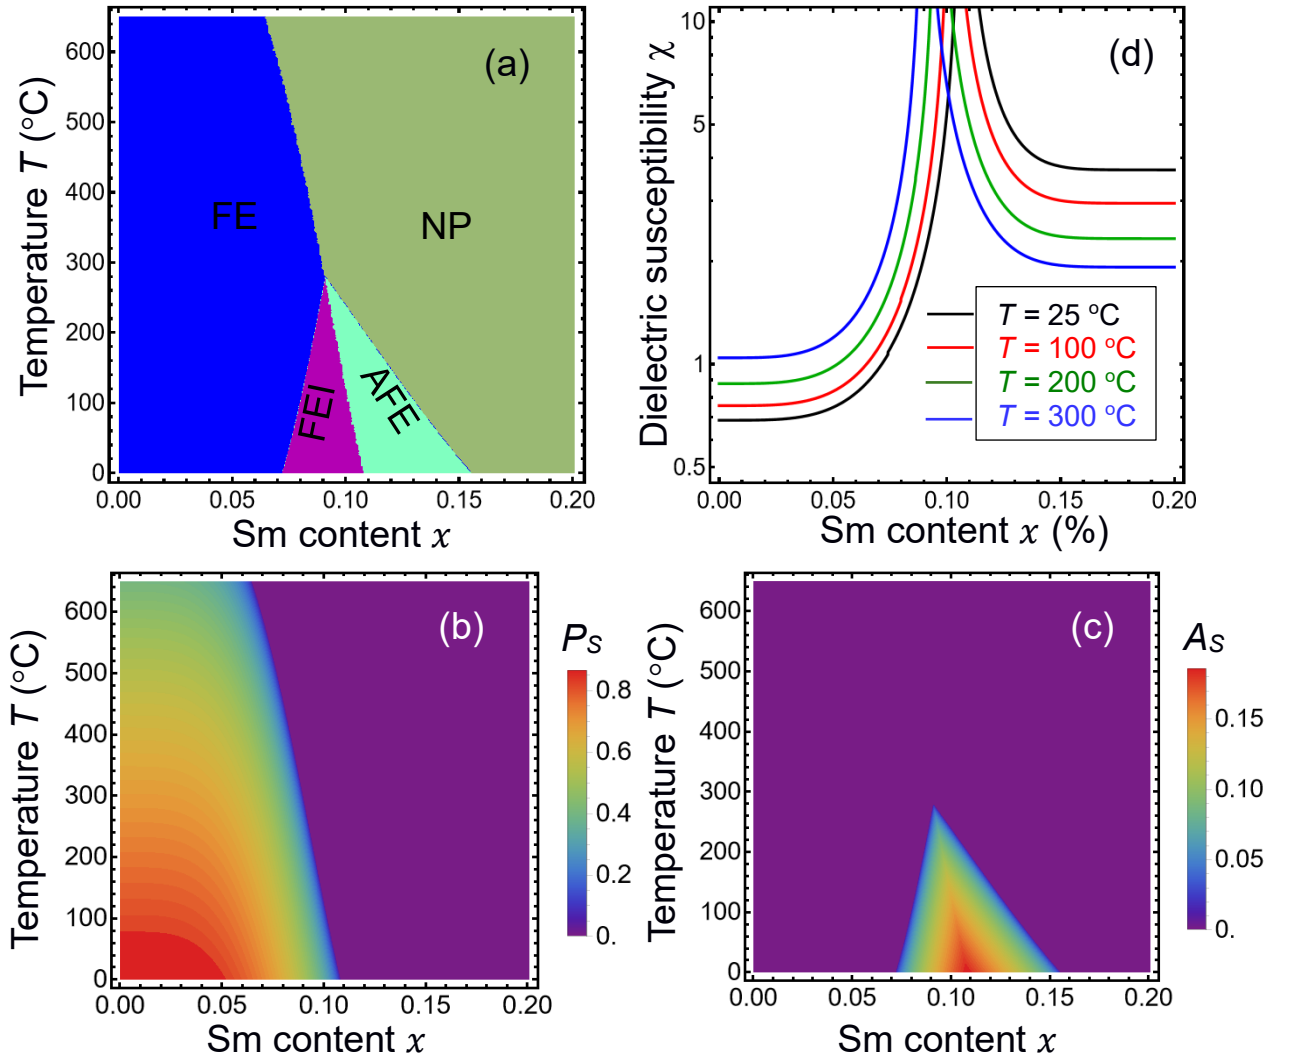 (a)
Temperature T (°C)
600
500
400
300
200
100
0
FE
NP
FEI
AFE
0.00 0.05 0.10 0.15 0.20
Sm content x
(d)
Dielectric susceptibility χ
10
5
1
0.5
T = 25 °C
T = 100 °C
T = 200 °C
T = 300 °C
0.00 0.05 0.10 0.15 0.20
Sm content x (%)
(b)
Temperature T (°C)
600
500
400
300
200
100
0
0.00 0.05 0.10 0.15 0.20
Sm content x
PS
0.8
0.6
0.4
0.2
0.
(c)
Temperature T (°C)
600
500
400
300
200
100
0
0.00 0.05 0.10 0.15 0.20
Sm content x
AS
0.15
0.10
0.05
0.